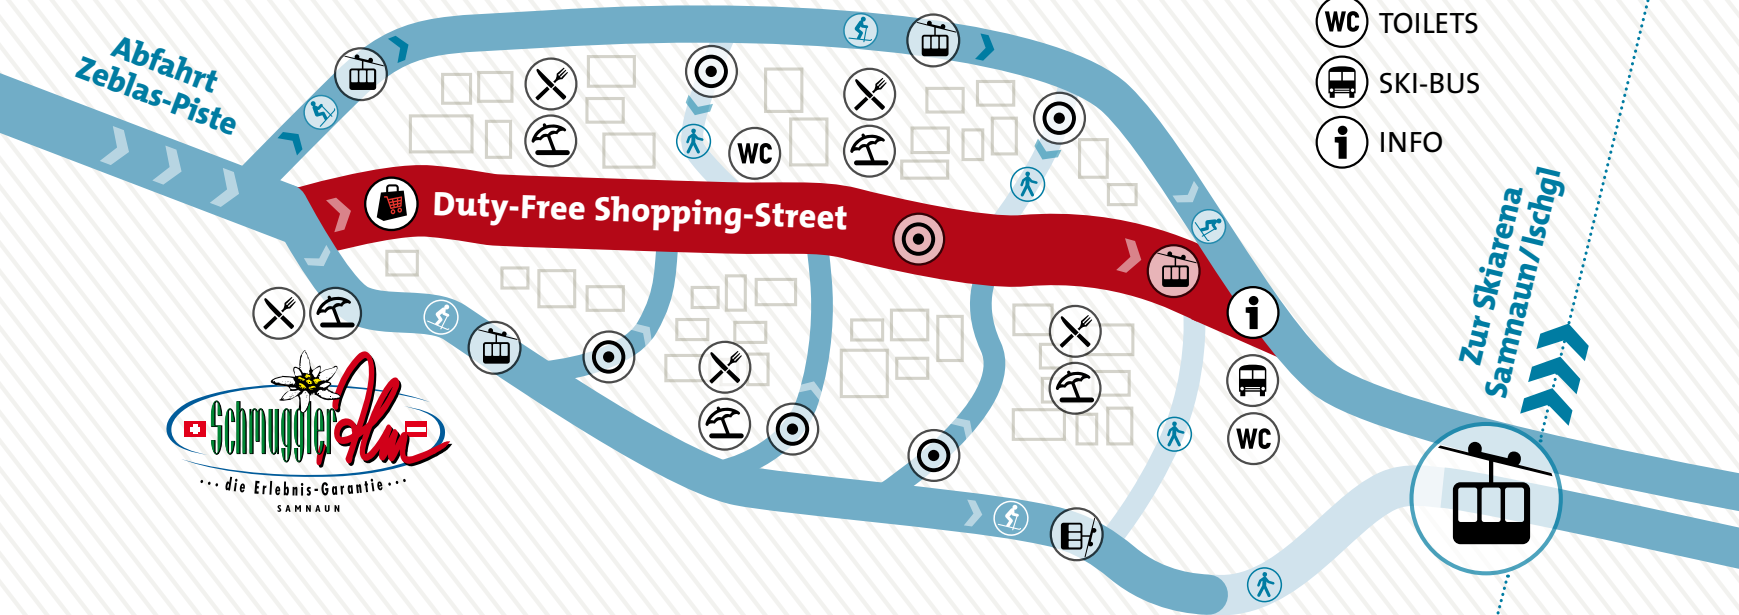 Abfahrt
Zeblas-Piste
WC
TOILETS
SKI-BUS
INFO
WC
Duty-Free Shopping-Street
Zur Skiarena
Samnaun/Ischgl
Schmuggler Alm
... die Erlebnis-Garantie ...
SAMNAUN
WC